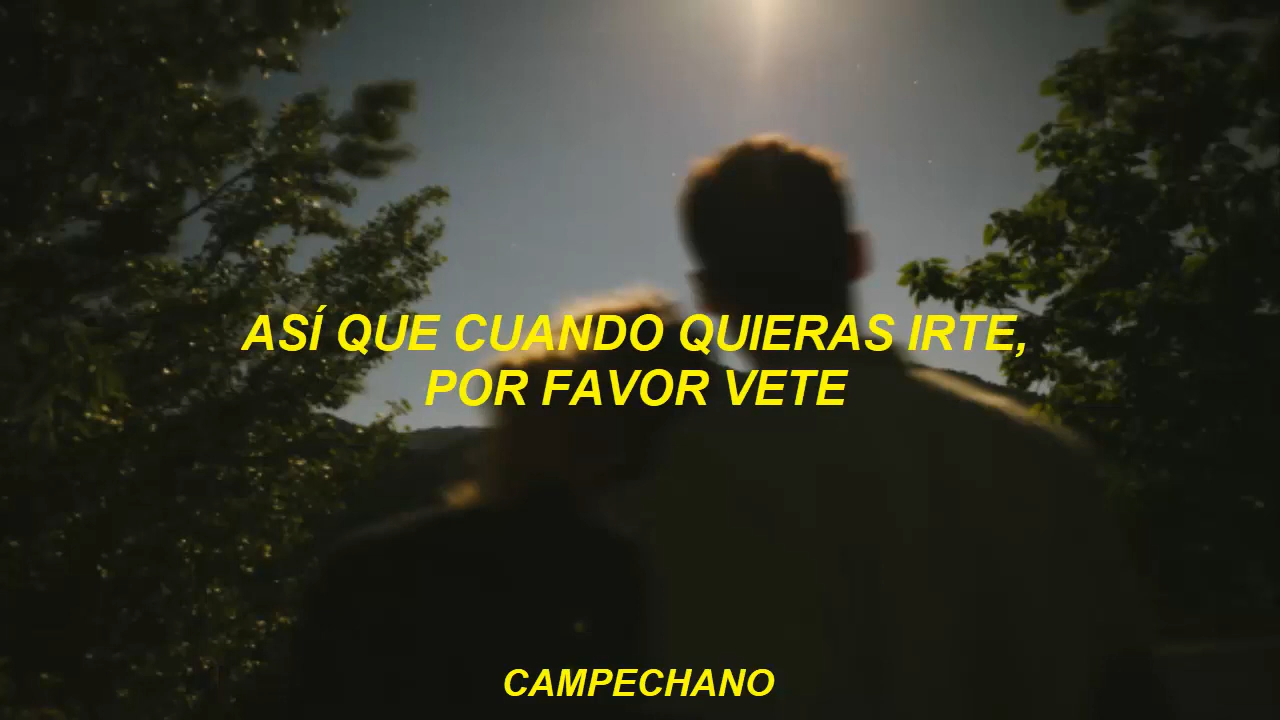 ASÍ QUE CUANDO QUIERAS IRTE,
POR FAVOR VETE
CAMPECHANO